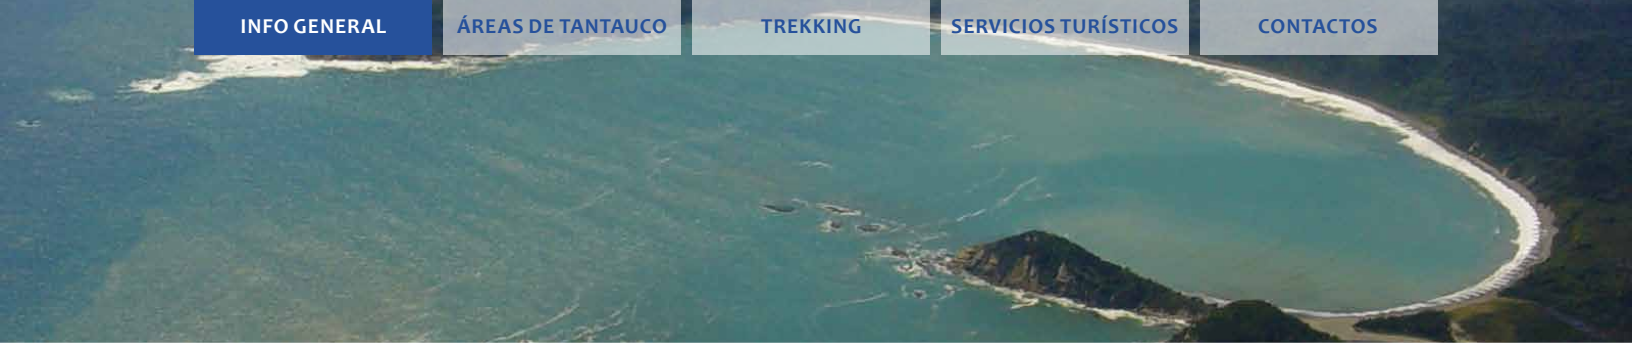 INFO GENERAL
ÁREAS DE TANTAUCO
TREKKING
SERVICIOS TURÍSTICOS
CONTACTOS